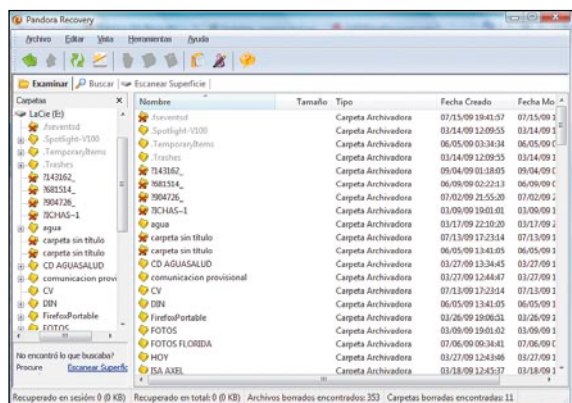 Pandora Recovery
Archivo Editar Vista Herramientas Ayuda
Examinar Buscar Escanear Superficie
Carpetas X
LaCie (E:)
.fseventsd
.Spotlight-V100
.TemporaryItems
.Trashes
?143162_
?681514_
?904726_
?ICHAS~1
agua
carpeta sin título
carpeta sin título
CD AGUASALUD
comunicacion provi
CV
DIN
FirefoxPortable
FOTOS
No encontró lo que buscaba?
Procure Escanear Superfic
Nombre Tamaño Tipo Fecha Creado Fecha Mo
.fseventsd Carpeta Archivadora 07/15/09 19:41:57 07/15/09 1
.Spotlight-V100 Carpeta Archivadora 03/14/09 12:09:55 03/14/09 1
.TemporaryItems Carpeta Archivadora 06/05/09 03:34:34 06/05/09
.Trashes Carpeta Archivadora 03/14/09 12:09:55 03/14/09 1
?143162_ Carpeta Archivadora 09/04/09 01:18:05 09/04/09
?681514_ Carpeta Archivadora 06/09/09 02:22:13 06/09/09
?904726_ Carpeta Archivadora 07/02/09 21:55:20 07/02/09 2
?ICHAS~1 Carpeta Archivadora 03/09/09 19:01:01 03/09/09 1
agua Carpeta Archivadora 03/17/09 22:10:20 03/17/09 2
carpeta sin título Carpeta Archivadora 07/13/09 17:23:14 07/13/09 1
carpeta sin título Carpeta Archivadora 06/05/09 13:41:05 06/05/09 1
CD AGUASALUD Carpeta Archivadora 03/27/09 13:34:45 03/27/09 1
comunicacion provisional Carpeta Archivadora 03/27/09 12:44:47 03/27/09 1
CV Carpeta Archivadora 07/13/09 17:23:14 07/13/09 1
DIN Carpeta Archivadora 06/05/09 13:41:05 06/05/09 1
FirefoxPortable Carpeta Archivadora 03/26/09 19:06:51 03/26/09 1
FOTOS Carpeta Archivadora 03/09/09 19:01:02 03/09/09 1
FOTOS FLORIDA Carpeta Archivadora 07/06/09 09:34:41 07/06/09
HOY Carpeta Archivadora 03/27/09 12:43:46 03/27/09 1
ISA AXEL Carpeta Archivadora 03/18/09 12:45:37 03/18/09 1
Recuperado en sesión: 0 (0 KB) Recuperado en total: 0 (0 KB) Archivos borrados encontrados: 353 Carpetas borradas encontradas: 11